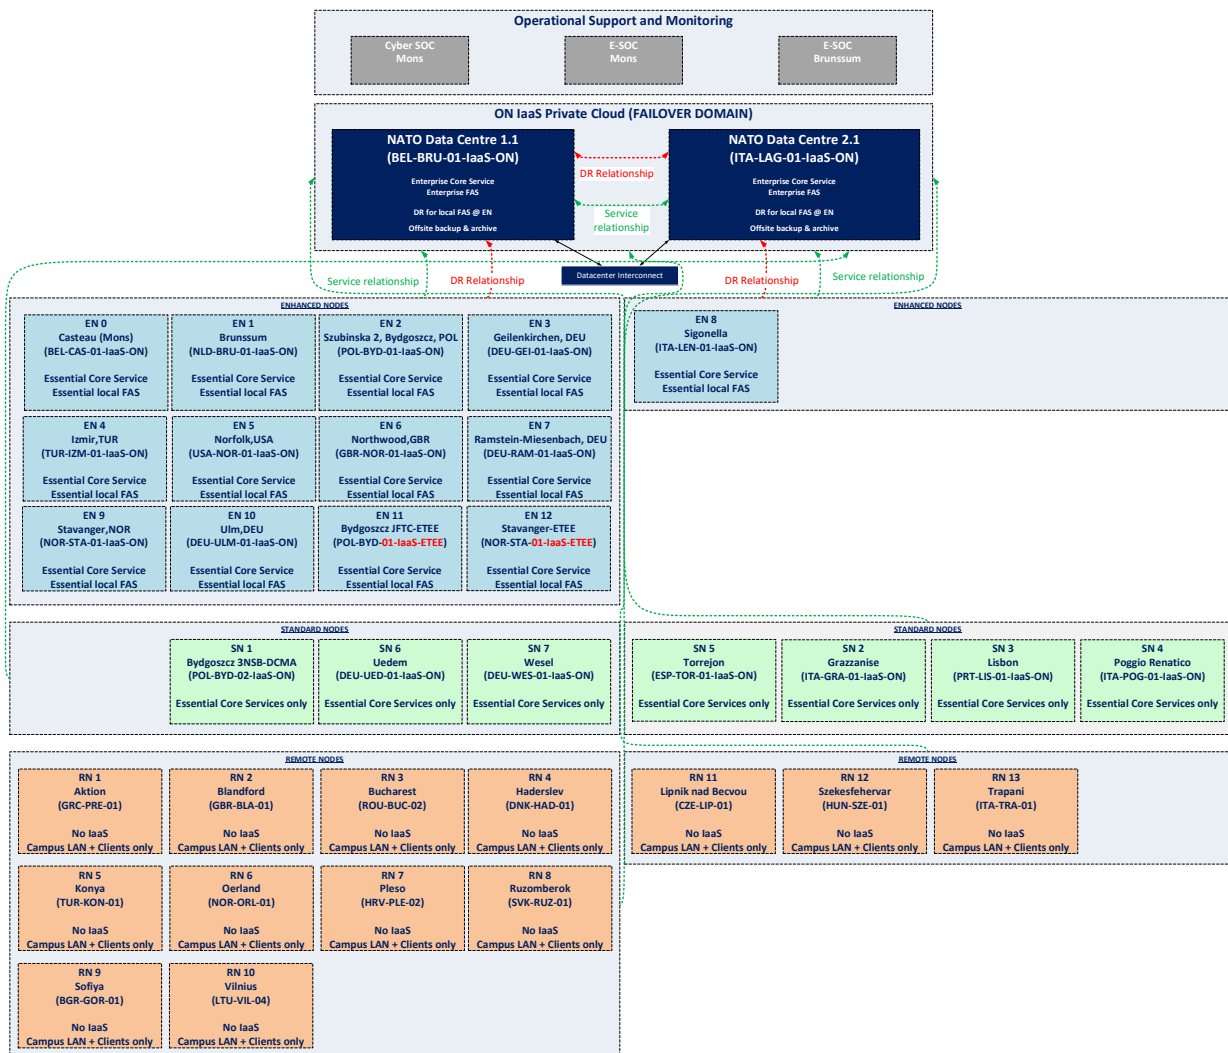 Operational Support and Monitoring
Cyber SOC
Mons
E-SOC
Mons
E-SOC
Brunssum
ON IaaS Private Cloud (FAILOVER DOMAIN)
NATO Data Centre 1.1
(BEL-BRU-01-IaaS-ON)
Enterprise Core Service
Enterprise FAS
DR for local FAS @ EN
Offsite backup & archive
DR Relationship
Service
relationship
NATO Data Centre 2.1
(ITA-LAG-01-IaaS-ON)
Enterprise Core Service
Enterprise FAS
DR for local FAS @ EN
Offsite backup & archive
Datacenter Interconnect
Service relationship
DR Relationship
DR Relationship
Service relationship
ENHANCED NODES
EN 0
Casteau (Mons)
(BEL-CAS-01-IaaS-ON)
Essential Core Service
Essential local FAS
EN 1
Brunssum
(NLD-BRU-01-IaaS-ON)
Essential Core Service
Essential local FAS
EN 2
Szubinska 2, Bydgoszcz, POL
(POL-BYD-01-IaaS-ON)
Essential Core Service
Essential local FAS
EN 3
Geilenkirchen, DEU
(DEU-GEI-01-IaaS-ON)
Essential Core Service
Essential local FAS
EN 4
Izmir,TUR
(TUR-IZM-01-IaaS-ON)
Essential Core Service
Essential local FAS
EN 5
Norfolk,USA
(USA-NOR-01-IaaS-ON)
Essential Core Service
Essential local FAS
EN 6
Northwood,GBR
(GBR-NOR-01-IaaS-ON)
Essential Core Service
Essential local FAS
EN 7
Ramstein-Miesenbach, DEU
(DEU-RAM-01-IaaS-ON)
Essential Core Service
Essential local FAS
EN 9
Stavanger,NOR
(NOR-STA-01-IaaS-ON)
Essential Core Service
Essential local FAS
EN 10
Ulm,DEU
(DEU-ULM-01-IaaS-ON)
Essential Core Service
Essential local FAS
EN 11
Bydgoszcz JFTC-ETEE
(POL-BYD-01-IaaS-ETEE)
Essential Core Service
Essential local FAS
EN 12
Stavanger-ETEE
(NOR-STA-01-IaaS-ETEE)
Essential Core Service
Essential local FAS
ENHANCED NODES
EN 8
Sigonella
(ITA-LEN-01-IaaS-ON)
Essential Core Service
Essential local FAS
STANDARD NODES
SN 1
Bydgoszcz 3NSB-DCMA
(POL-BYD-02-IaaS-ON)
Essential Core Services only
SN 6
Uedem
(DEU-UED-01-IaaS-ON)
Essential Core Services only
SN 7
Wesel
(DEU-WES-01-IaaS-ON)
Essential Core Services only
STANDARD NODES
SN 5
Torrejon
(ESP-TOR-01-IaaS-ON)
Essential Core Services only
SN 2
Grazzanise
(ITA-GRA-01-IaaS-ON)
Essential Core Services only
SN 3
Lisbon
(PRT-LIS-01-IaaS-ON)
Essential Core Services only
SN 4
Poggio Renatico
(ITA-POG-01-IaaS-ON)
Essential Core Services only
REMOTE NODES
RN 1
Aktion
(GRC-PRE-01)
No IaaS
Campus LAN + Clients only
RN 2
Blandford
(GBR-BLA-01)
No IaaS
Campus LAN + Clients only
RN 3
Bucharest
(ROU-BUC-02)
No IaaS
Campus LAN + Clients only
RN 4
Haderslev
(DNK-HAD-01)
No IaaS
Campus LAN + Clients only
RN 5
Konya
(TUR-KON-01)
No IaaS
Campus LAN + Clients only
RN 6
Oerland
(NOR-ORL-01)
No IaaS
Campus LAN + Clients only
RN 7
Pleso
(HRV-PLE-02)
No IaaS
Campus LAN + Clients only
RN 8
Ruzomberok
(SVK-RUZ-01)
No IaaS
Campus LAN + Clients only
RN 9
Sofiya
(BGR-GOR-01)
No IaaS
Campus LAN + Clients only
RN 10
Vilnius
(LTU-VIL-04)
No IaaS
Campus LAN + Clients only
REMOTE NODES
RN 11
Lipnik nad Becvou
(CZE-LIP-01)
No IaaS
Campus LAN + Clients only
RN 12
Szekesfehervar
(HUN-SZE-01)
No IaaS
Campus LAN + Clients only
RN 13
Trapani
(ITA-TRA-01)
No IaaS
Campus LAN + Clients only